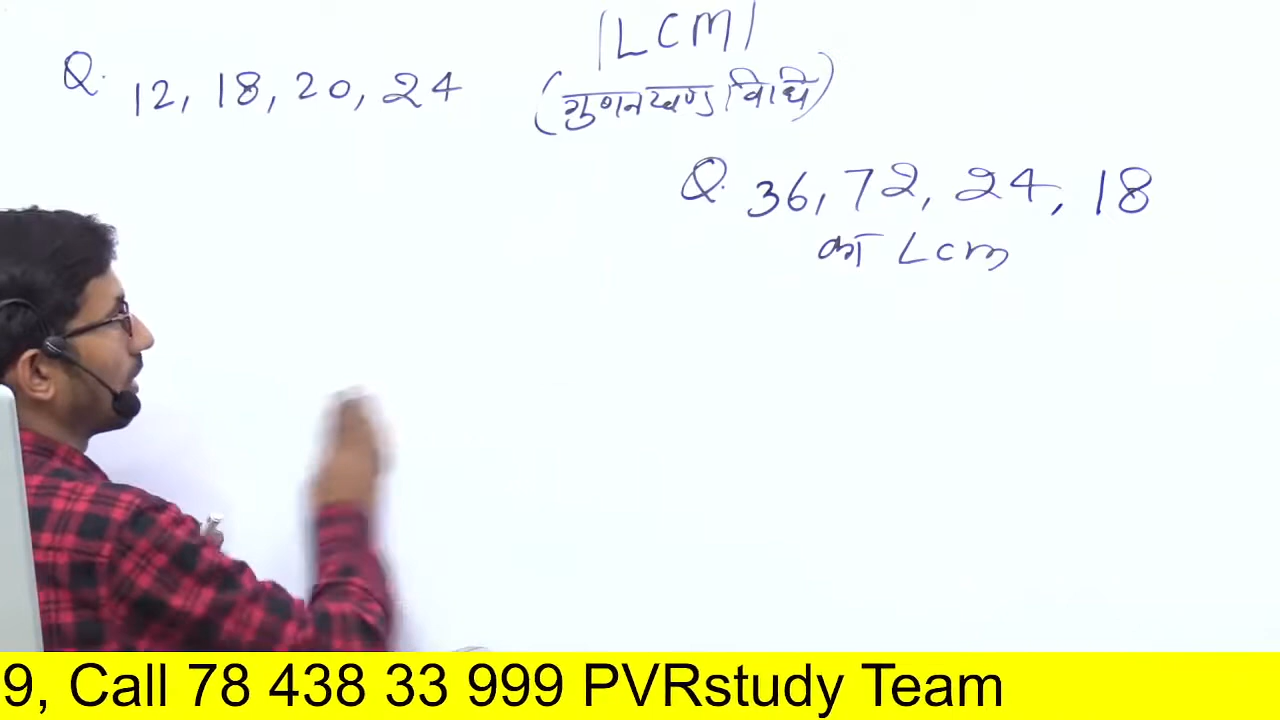 |LCM|
Q. 12, 18, 20, 24
(गुणनखण्ड विधि)
Q. 36, 72, 24, 18
का LCM
9, Call 78 438 33 999 PVRstudy Team